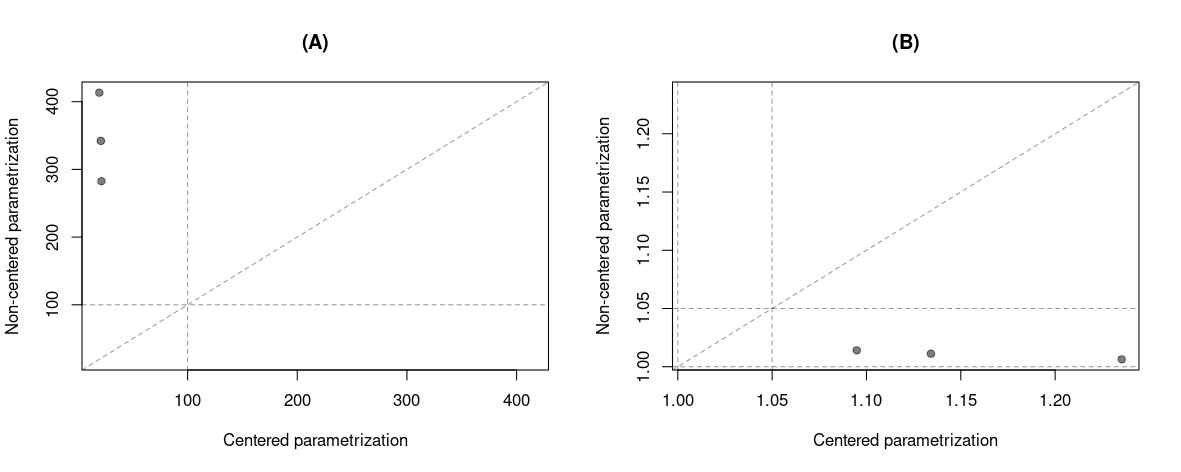 (A)
Non-centered parametrization
400
300
200
100
100 200 300 400
Centered parametrization
(B)
Non-centered parametrization
1.20
1.15
1.10
1.05
1.00
1.00 1.05 1.10 1.15 1.20
Centered parametrization